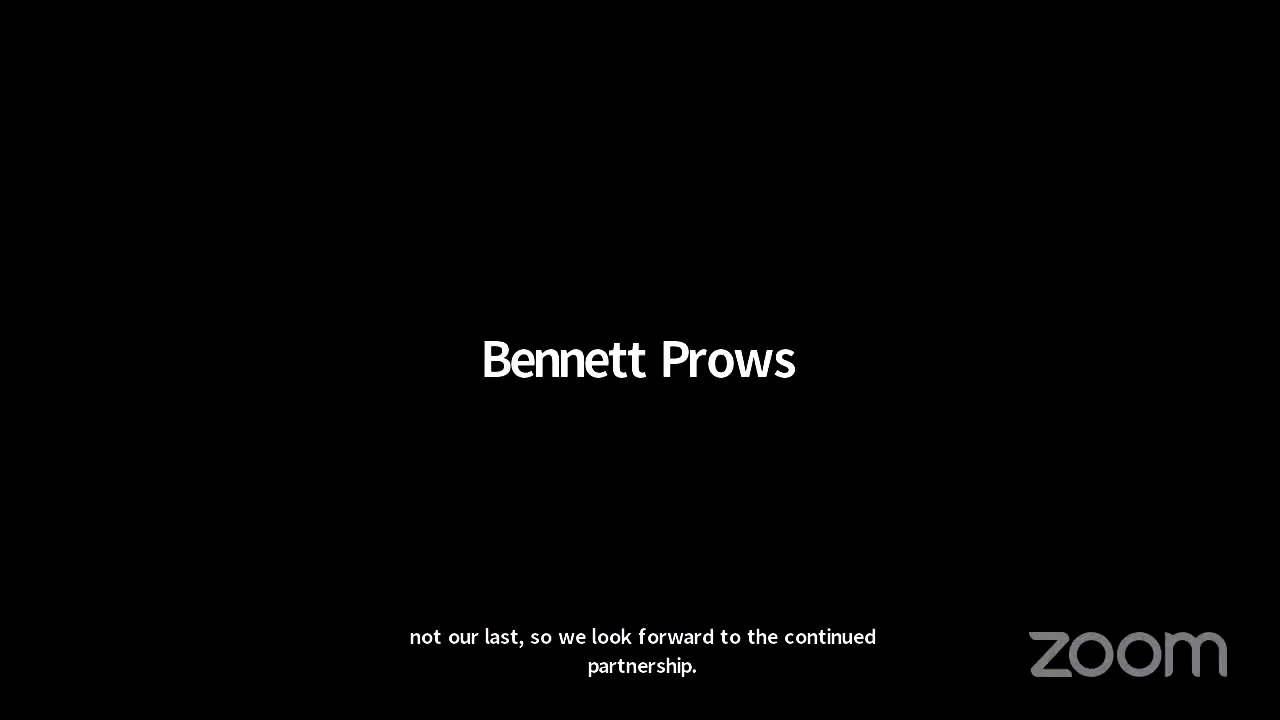 Bennett Prows
not our last, so we look forward to the continued
partnership.
zoom